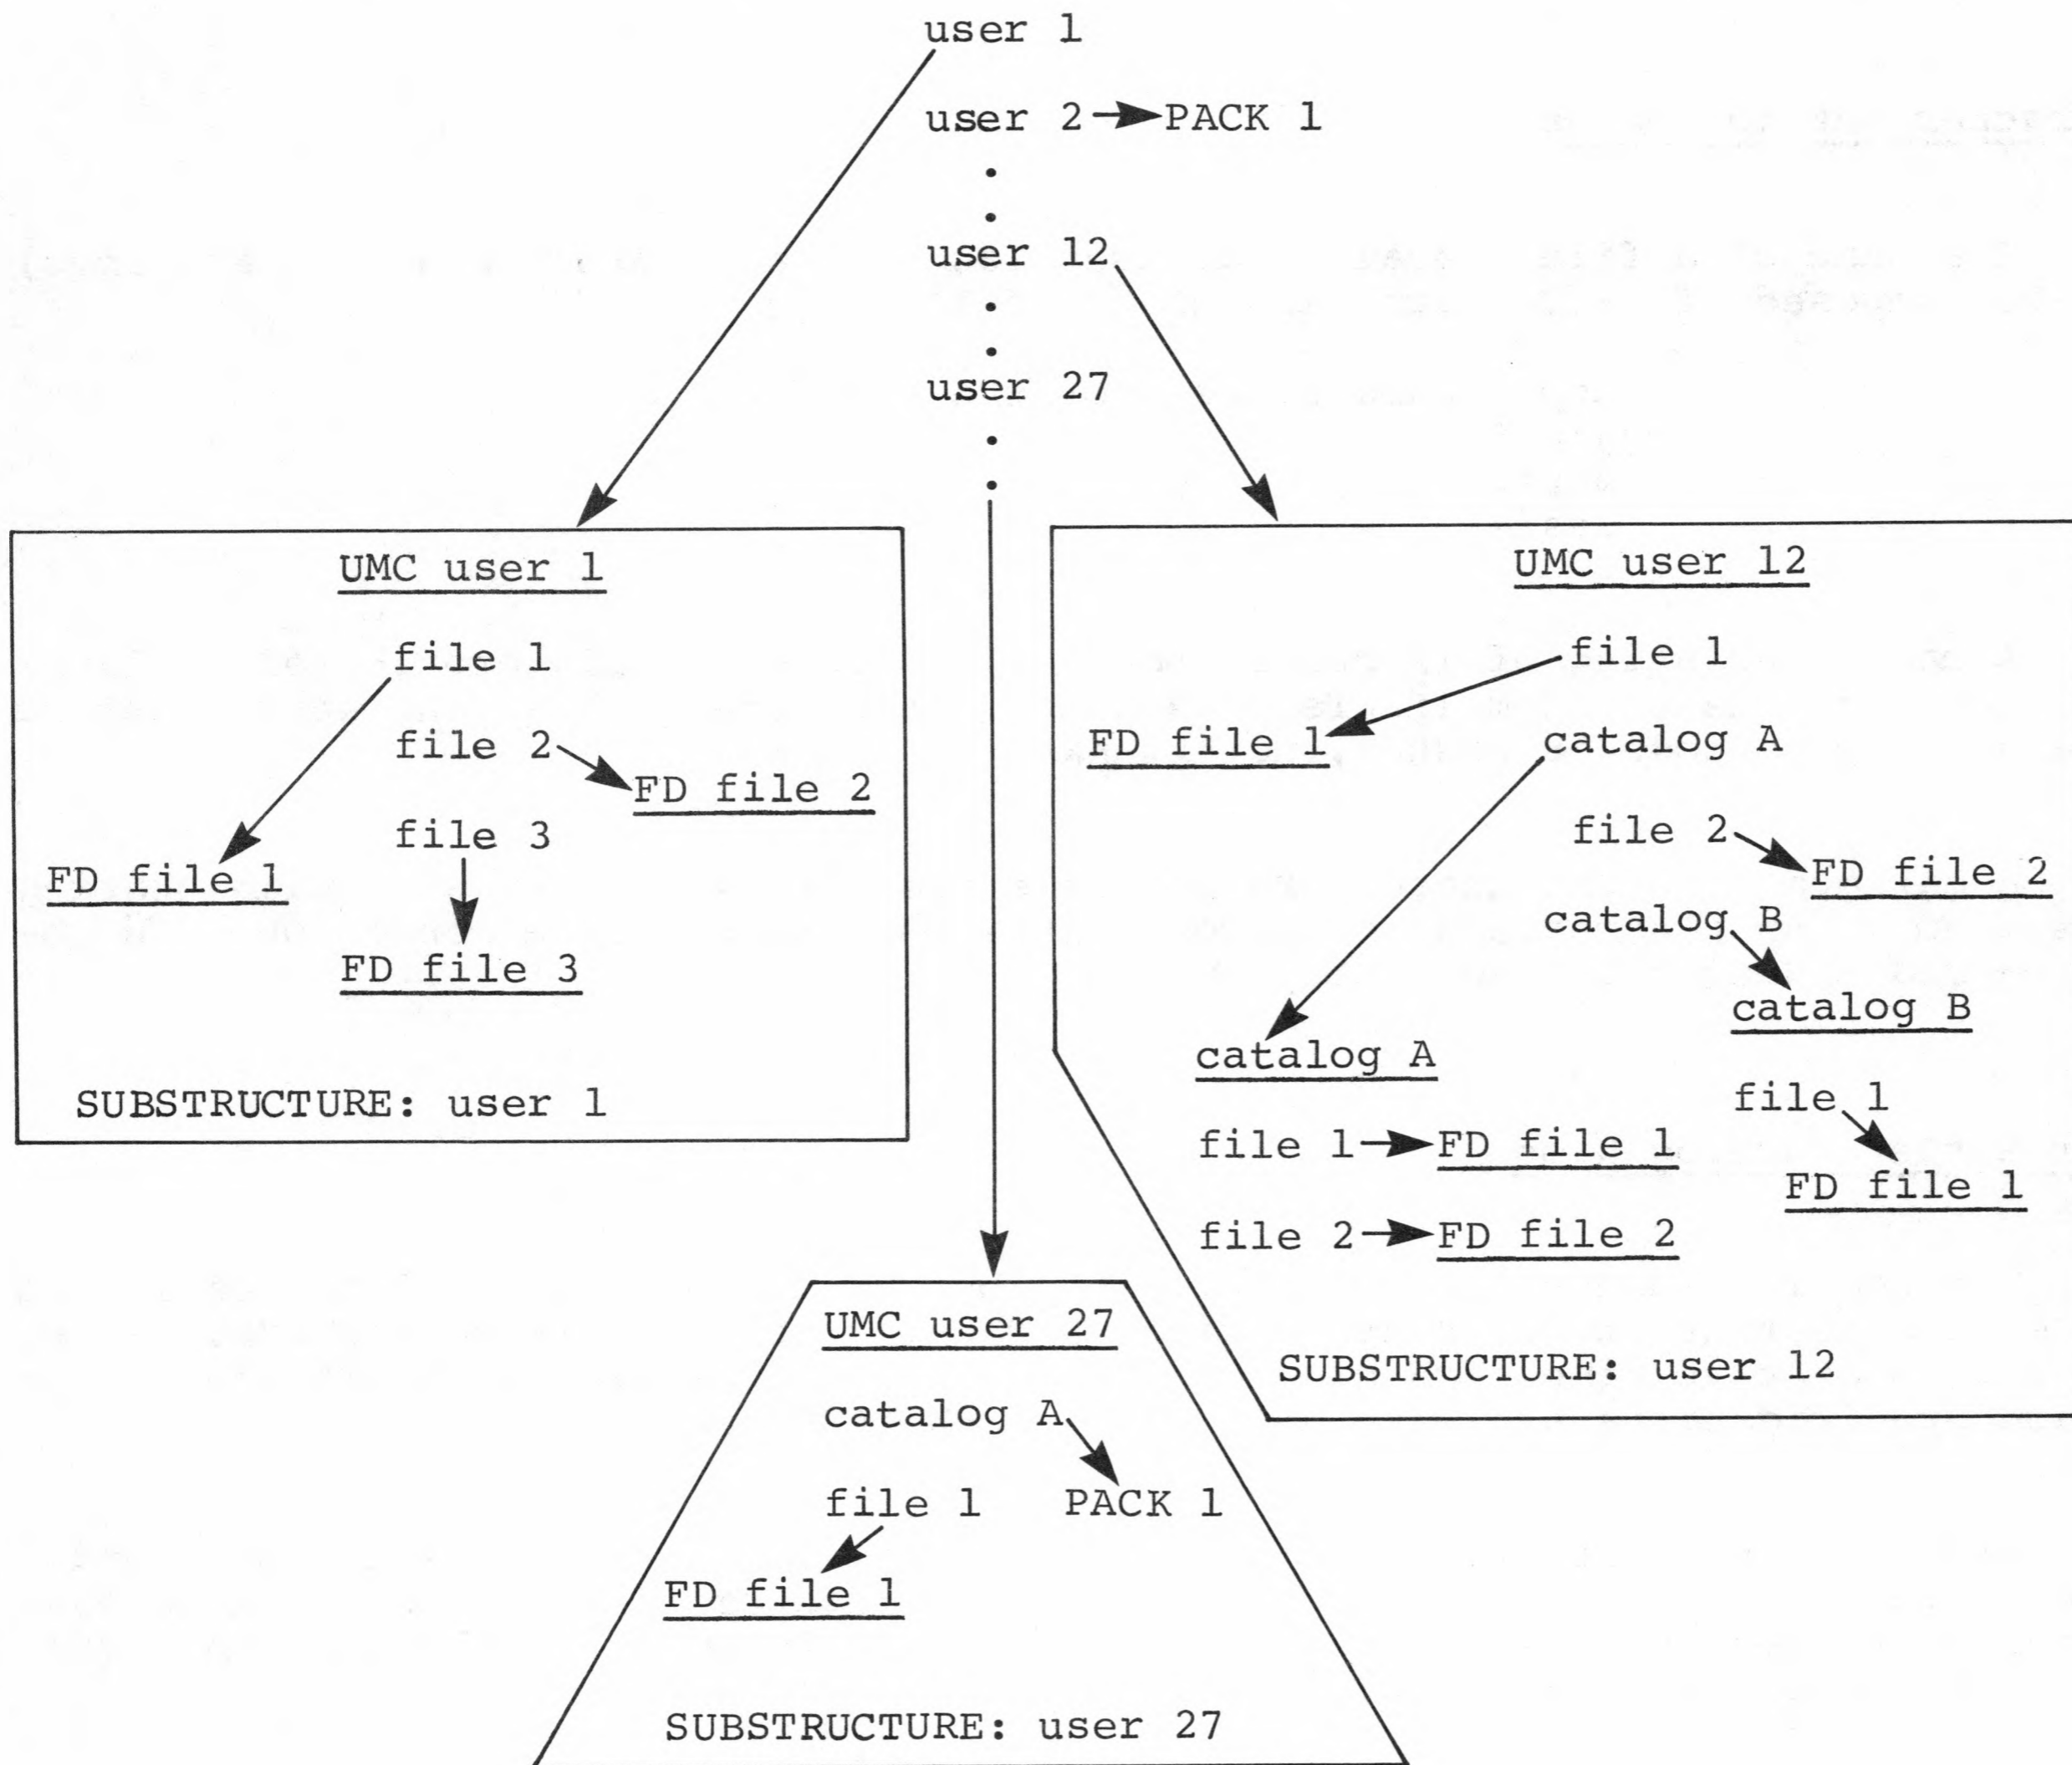 user 1
user 2 PACK 1
.
.
user 12
.
.
user 27
.
.
UMC user 1
file 1
file 2
FD file 2
file 3
FD file 1
FD file 3
SUBSTRUCTURE: user 1
UMC user 12
file 1
FD file 1
catalog A
file 2
FD file 2
catalog B
catalog B
catalog A
file 1
file 1 FD file 1
FD file 1
file 2 FD file 2
SUBSTRUCTURE: user 12
UMC user 27
catalog A
file 1 PACK 1
FD file 1
SUBSTRUCTURE: user 27